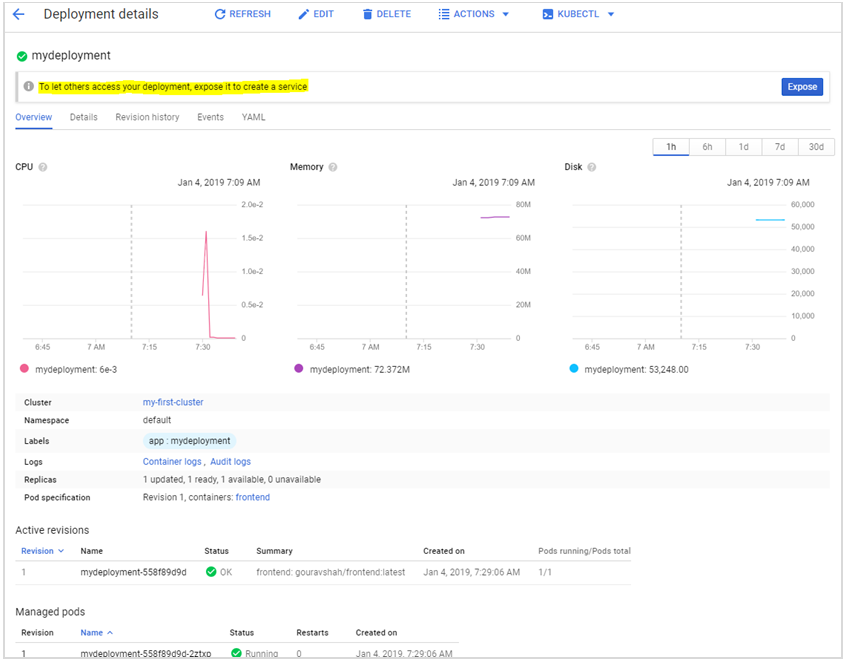 Deployment details REFRESH EDIT DELETE ACTIONS KUBECTL
mydeployment
To let others access your deployment, expose it to create a service Expose
Overview Details Revision history Events YAML
1h 6h 1d 7d 30d
CPU Memory Disk
Jan 4, 2019 7:09 AM Jan 4, 2019 7:09 AM Jan 4, 2019 7:09 AM
2.0e-2 80M 60,000
50,000
1.5e-2 60M
40,000
1.0e-2 40M 30,000
20,000
0.5e-2 20M
10,000
0 0 0
6:45 7 AM 7:15 7:30 6:45 7 AM 7:15 7:30 6:45 7 AM 7:15 7:30
mydeployment: 6e-3 mydeployment: 72.372M mydeployment: 53,248.00
Cluster my-first-cluster
Namespace default
Labels app : mydeployment
Logs Container logs , Audit logs
Replicas 1 updated, 1 ready, 1 available, 0 unavailable
Pod specification Revision 1, containers: frontend
Active revisions
Revision Name Status Summary Created on Pods running/Pods total
1 mydeployment-558f89d9d OK frontend: gouravshah/frontend:latest Jan 4, 2019, 7:29:06 AM 1/1
Managed pods
Revision Name Status Restarts Created on
1 mydeployment-558f89d9d-2ztxp Running 0 Jan 4, 2019, 7:29:06 AM